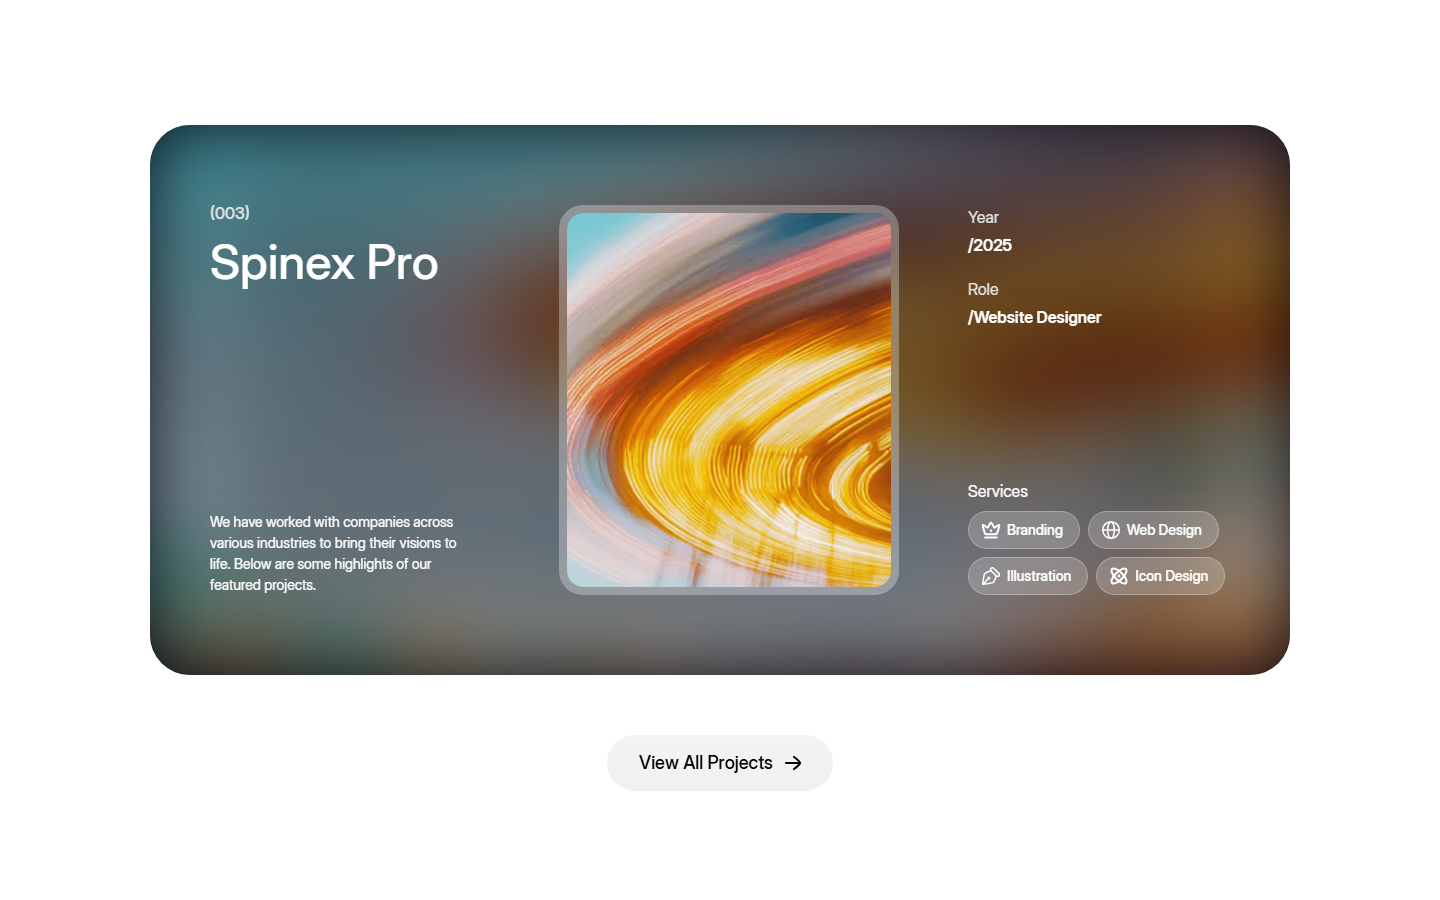 (003)
Spinex Pro
We have worked with companies across
various industries to bring their visions to
life. Below are some highlights of our
featured projects.
Year
/2025
Role
/Website Designer
Services
Branding
Web Design
Illustration
Icon Design
View All Projects